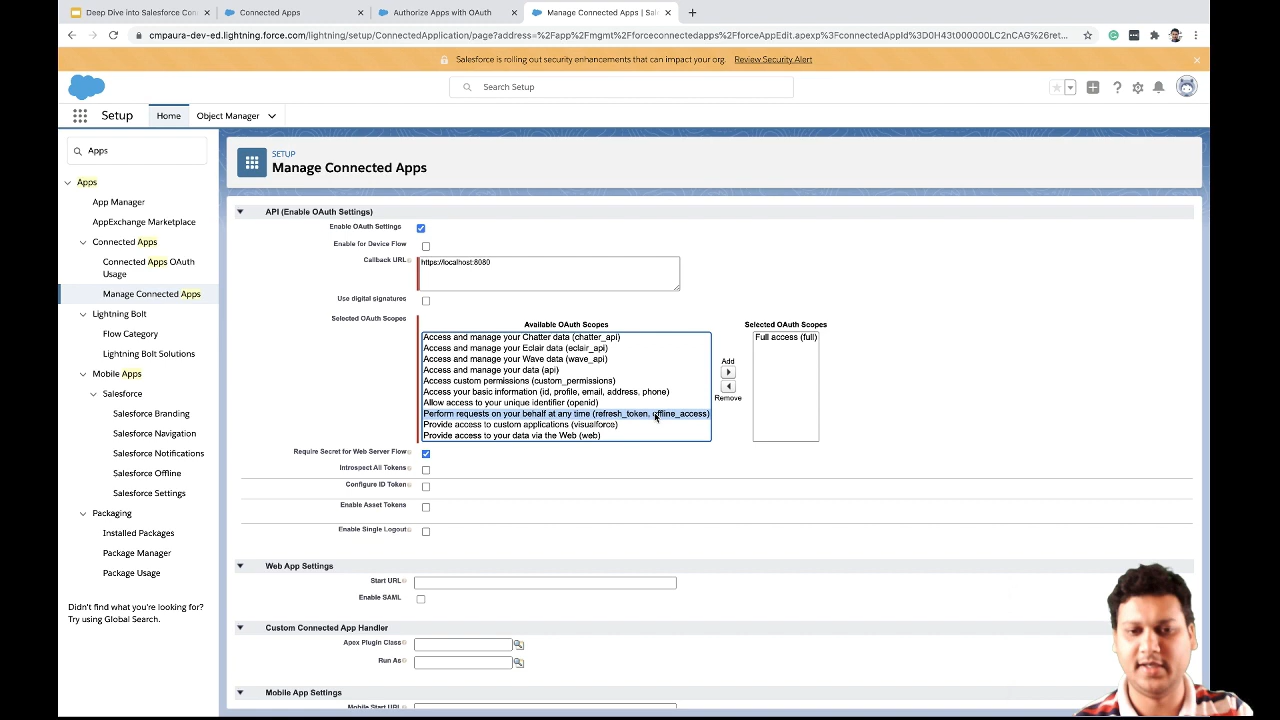 Deep Dive into Salesforce Con
Connected Apps
Authorize Apps with OAuth
Manage Connected Apps | Sal
cmpaura-dev-ed.lightning.force.com/lightning/setup/ConnectedApplication/page?address=%2Fapp%2Fmgmt%2Fforceconnectedapps%2FforceAppEdit.apexp%3FconnectedAppId%3D0H43t000000LC2nCAG%26ret...
Salesforce is rolling out security enhancements that can impact your org. Review Security Alert
Search Setup
Setup
Home
Object Manager
Apps
Apps
App Manager
AppExchange Marketplace
Connected Apps
Connected Apps OAuth
Usage
Manage Connected Apps
Lightning Bolt
Flow Category
Lightning Bolt Solutions
Mobile Apps
Salesforce
Salesforce Branding
Salesforce Navigation
Salesforce Notifications
Salesforce Offline
Salesforce Settings
Packaging
Installed Packages
Package Manager
Package Usage
Didn't find what you're looking for?
Try using Global Search.
SETUP
Manage Connected Apps
API (Enable OAuth Settings)
Enable OAuth Settings
Enable for Device Flow
Callback URL
https://localhost:8080
Use digital signatures
Selected OAuth Scopes
Available OAuth Scopes
Access and manage your Chatter data (chatter_api)
Access and manage your Eclair data (eclair_api)
Access and manage your Wave data (wave_api)
Access and manage your data (api)
Access custom permissions (custom_permissions)
Access your basic information (id, profile, email, address, phone)
Allow access to your unique identifier (openid)
Perform requests on your behalf at any time (refresh_token, offline_access)
Provide access to custom applications (visualforce)
Provide access to your data via the Web (web)
Add
Remove
Selected OAuth Scopes
Full access (full)
Require Secret for Web Server Flow
Introspect All Tokens
Configure ID Token
Enable Asset Tokens
Enable Single Logout
Web App Settings
Start URL
Enable SAML
Custom Connected App Handler
Apex Plugin Class
Run As
Mobile App Settings
Mobile Start URL